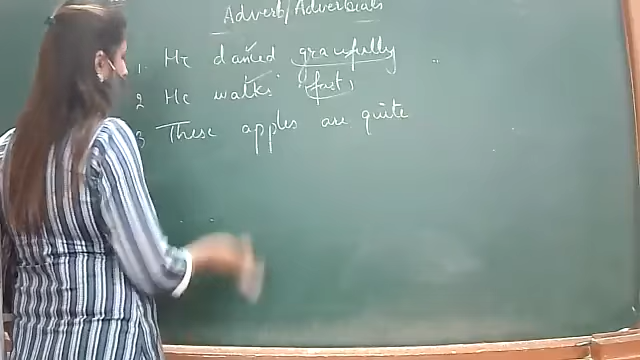 Adverb/Adverbials
1. He danced gracefully
2 He walks (fast)
3 These apples are quite